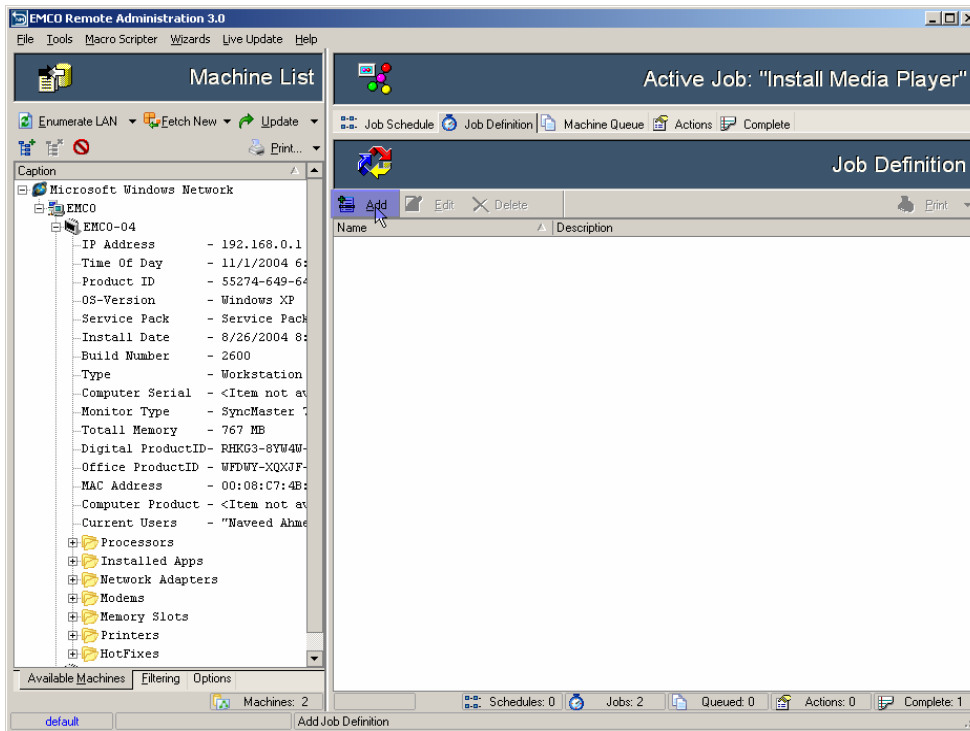 EMCO Remote Administration 3.0
File Tools Macro Scripter Wizards Live Update Help
Machine List
Enumerate LAN Fetch New Update
Print...
Caption
Microsoft Windows Network
EMCO
EMCO-04
IP Address - 192.168.0.1
Time Of Day - 11/1/2004 6:
Product ID - 55274-649-64
OS-Version - Windows XP
Service Pack - Service Pack
Install Date - 8/26/2004 8:
Build Number - 2600
Type - Workstation
Computer Serial - <Item not av
Monitor Type - SyncMaster 7
Totall Memory - 767 MB
Digital ProductID- RHKG3-8YW4W-
Office ProductID - WFDWY-XQXJF-
MAC Address - 00:08:C7:4B:
Computer Product - <Item not av
Current Users - "Naveed Ahme
Processors
Installed Apps
Network Adapters
Modems
Memory Slots
Printers
HotFixes
Available Machines Filtering Options
Machines: 2
Active Job: "Install Media Player"
Job Schedule Job Definition Machine Queue Actions Complete
Job Definition
Add Edit Delete Print
Name Description
Schedules: 0 Jobs: 2 Queued: 0 Actions: 0 Complete: 1
default Add Job Definition